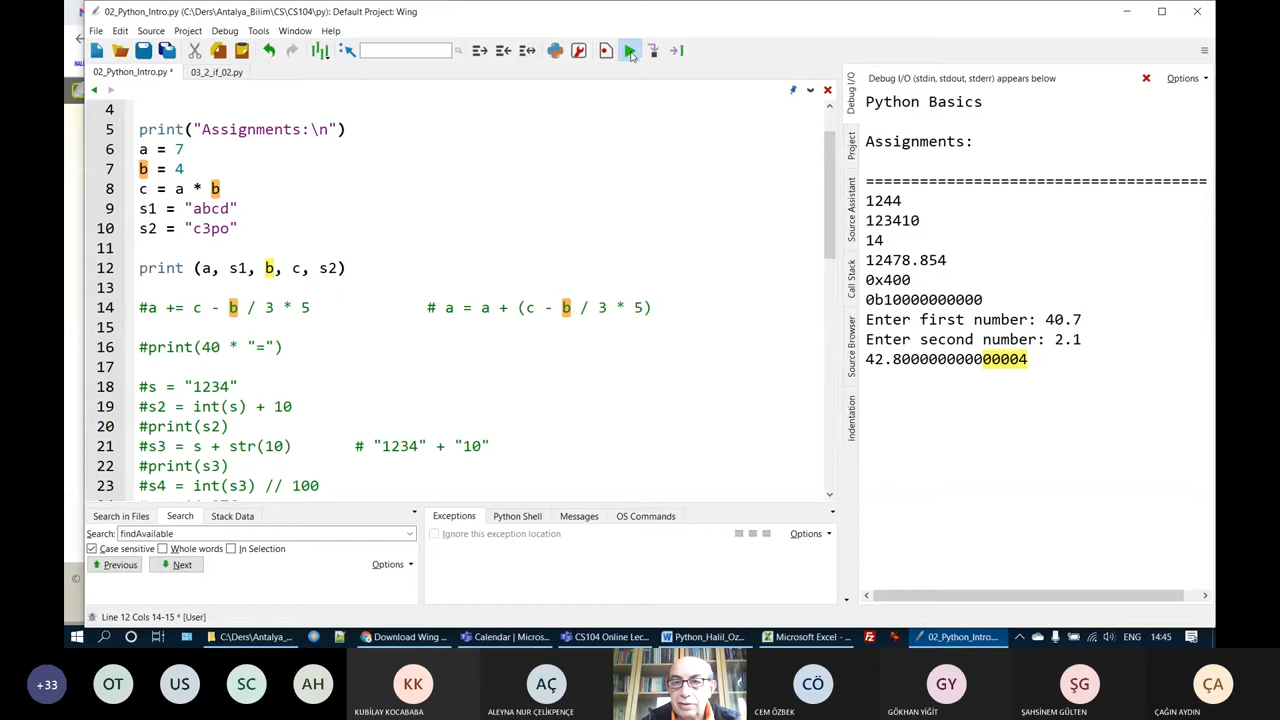 02_Python_Intro.py (C:\Ders\Antalya_Bilim\CS\CS104\py): Default Project: Wing
File Edit Source Project Debug Tools Window Help
02_Python_Intro.py * 03_2_if_02.py
4
5 print("Assignments:\n")
6 a = 7
7 b = 4
8 c = a * b
9 s1 = "abcd"
10 s2 = "c3po"
11
12 print (a, s1, b, c, s2)
13
14 #a += c - b / 3 * 5 # a = a + (c - b / 3 * 5)
15
16 #print(40 * "=")
17
18 #s = "1234"
19 #s2 = int(s) + 10
20 #print(s2)
21 #s3 = s + str(10) # "1234" + "10"
22 #print(s3)
23 #s4 = int(s3) // 100
Debug I/O
Project
Source Assistant
Call Stack
Source Browser
Indentation
Debug I/O (stdin, stdout, stderr) appears below
Options
Python Basics
Assignments:
======================================
1244
123410
14
12478.854
0x400
0b10000000000
Enter first number: 40.7
Enter second number: 2.1
42.800000000000004
Search in Files Search Stack Data
Search: findAvailable
Case sensitive Whole words In Selection
Previous Next Options
Exceptions Python Shell Messages OS Commands
Ignore this exception location
Options
Line 12 Cols 14-15 * [User]
C:\Ders\Antalya_... Download Wing ... Calendar | Micros... CS104 Online Lec... Python_Halil_Oz... Microsoft Excel - ... 02_Python_Intro.... ENG 14:45
+33 OT US SC AH KK AÇ CÖ GY ŞG ÇA
KUBİLAY KOCABABA ALEYNA NUR ÇELİKPENÇE CEM ÖZBEK GÖKHAN YİĞİT ŞAHSİNEM GÜLTEN ÇAĞIN AYDIN